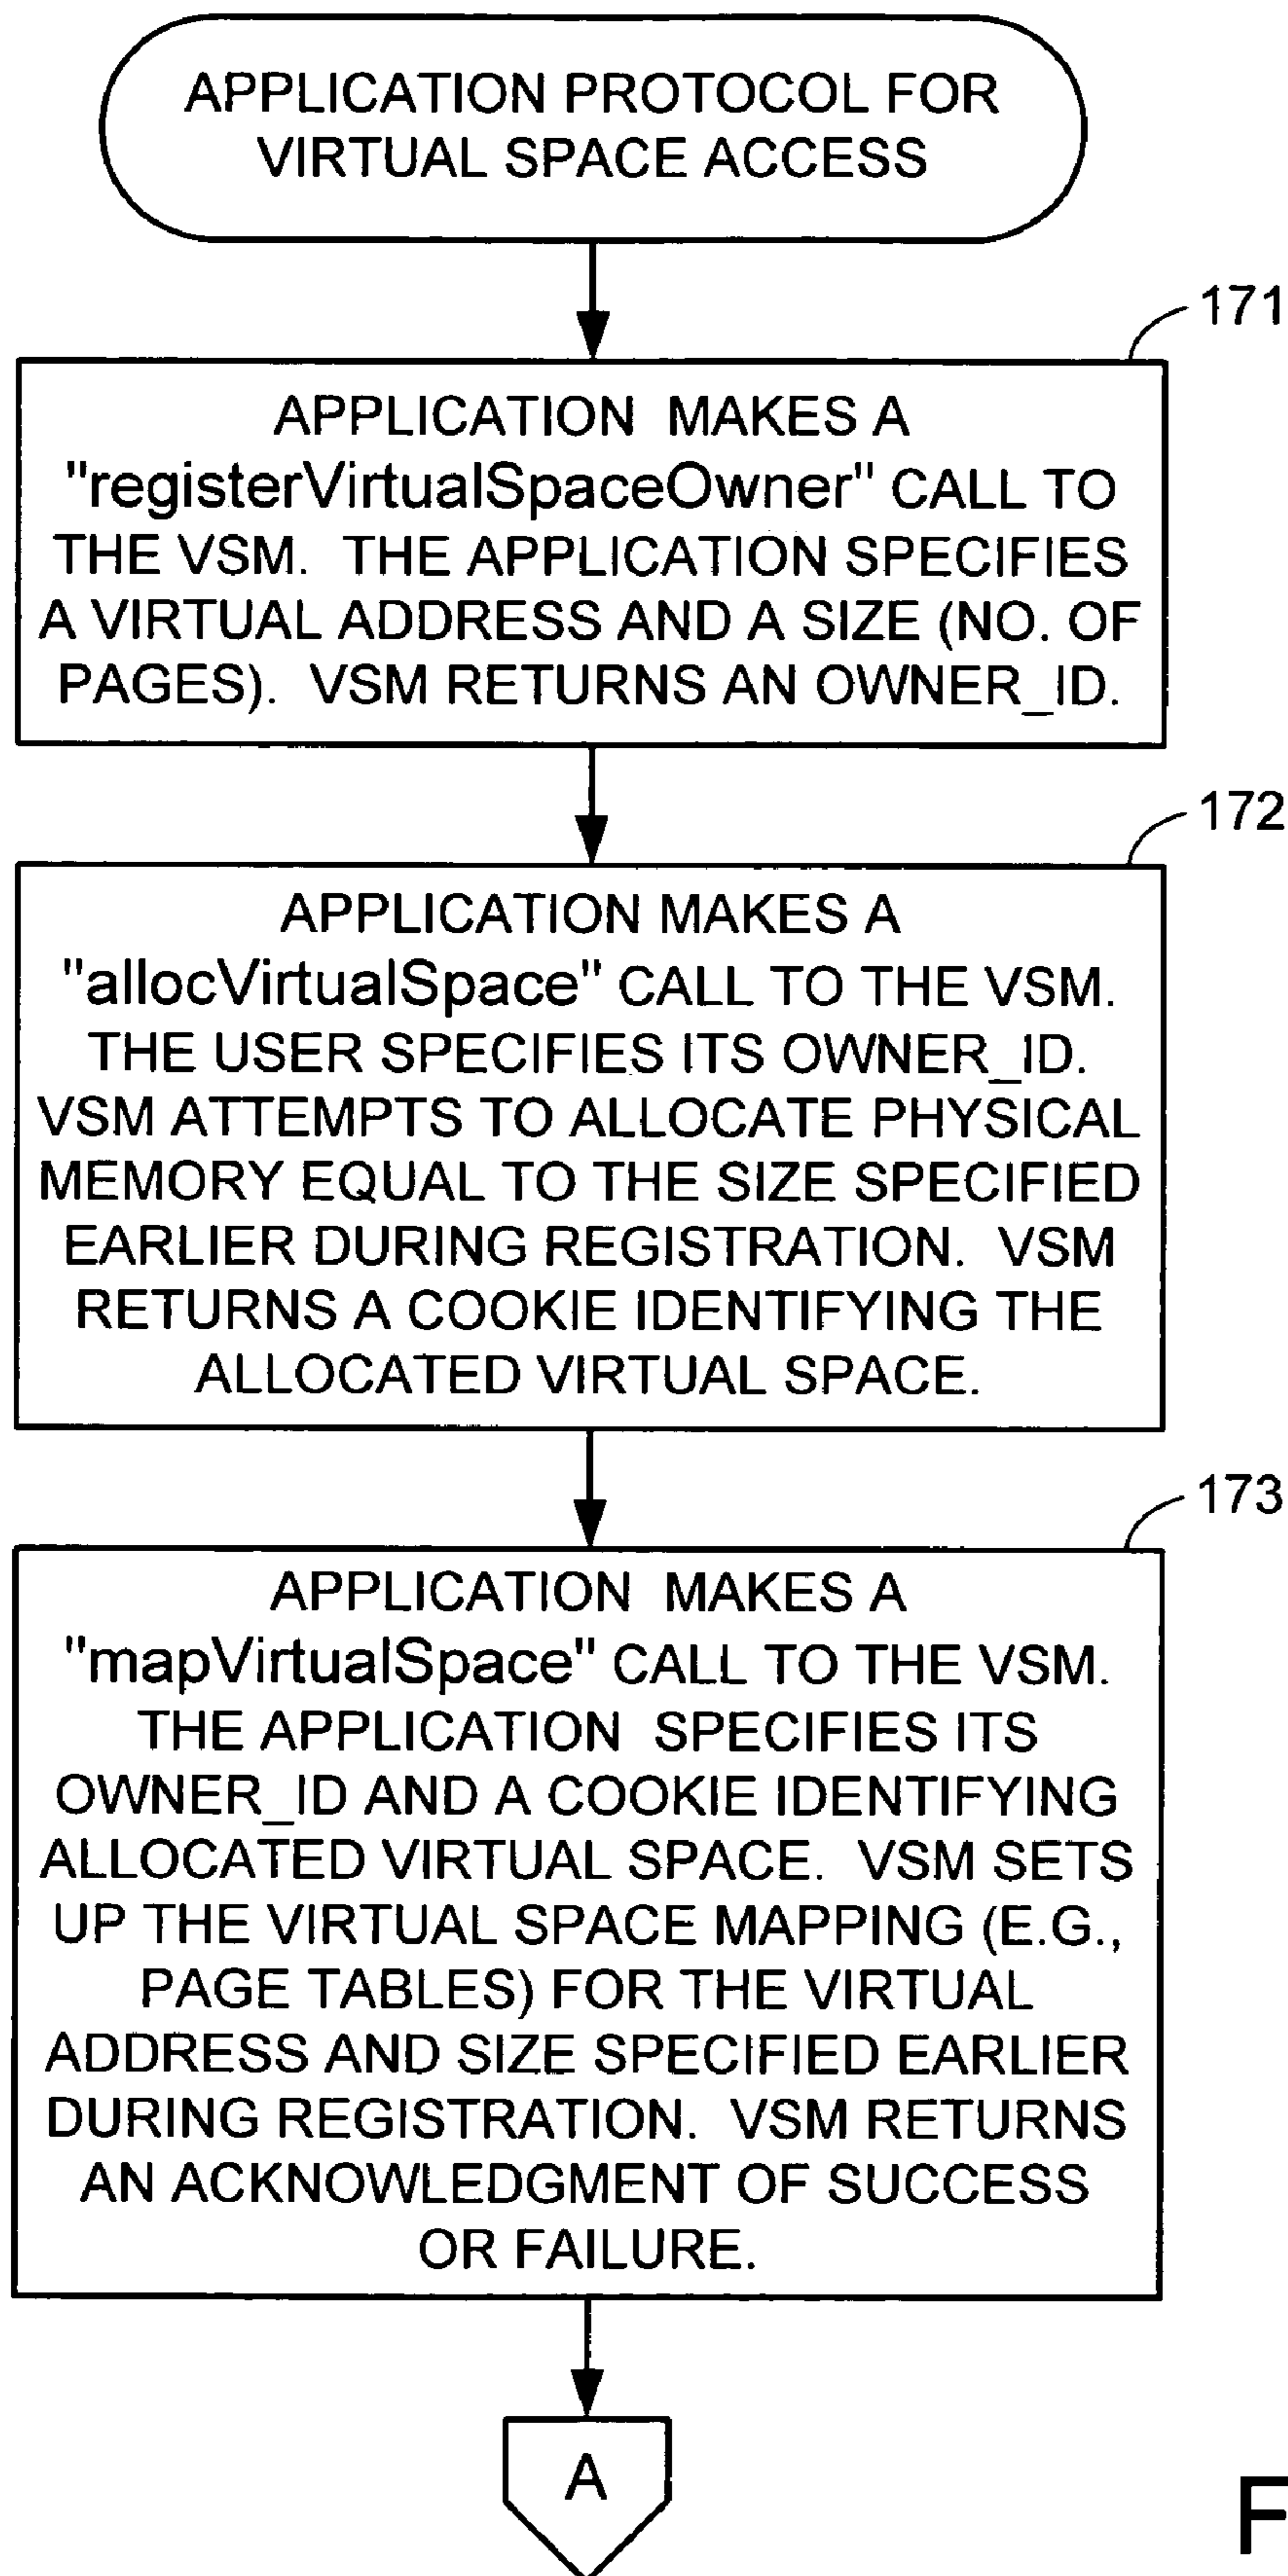 APPLICATION PROTOCOL FOR
VIRTUAL SPACE ACCESS
171
APPLICATION MAKES A
"registerVirtualSpaceOwner" CALL TO
THE VSM. THE APPLICATION SPECIFIES
A VIRTUAL ADDRESS AND A SIZE (NO. OF
PAGES). VSM RETURNS AN OWNER_ID.
172
APPLICATION MAKES A
"allocVirtualSpace" CALL TO THE VSM.
THE USER SPECIFIES ITS OWNER_ID.
VSM ATTEMPTS TO ALLOCATE PHYSICAL
MEMORY EQUAL TO THE SIZE SPECIFIED
EARLIER DURING REGISTRATION. VSM
RETURNS A COOKIE IDENTIFYING THE
ALLOCATED VIRTUAL SPACE.
173
APPLICATION MAKES A
"mapVirtualSpace" CALL TO THE VSM.
THE APPLICATION SPECIFIES ITS
OWNER_ID AND A COOKIE IDENTIFYING
ALLOCATED VIRTUAL SPACE. VSM SETS
UP THE VIRTUAL SPACE MAPPING (E.G.,
PAGE TABLES) FOR THE VIRTUAL
ADDRESS AND SIZE SPECIFIED EARLIER
DURING REGISTRATION. VSM RETURNS
AN ACKNOWLEDGMENT OF SUCCESS
OR FAILURE.
A
F